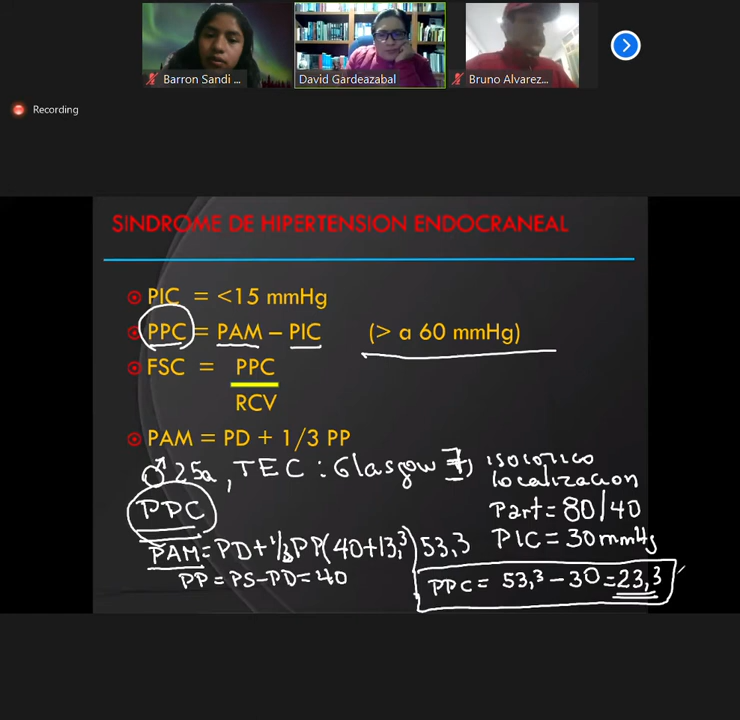 Barron Sandi ...
David Gardeazabal
Bruno Alvarez...
Recording
SINDROME DE HIPERTENSION ENDOCRANEAL
PIC = <15 mmHg
PPC = PAM – PIC (> a 60 mmHg)
FSC = PPC
RCV
PAM = PD + 1/3 PP
♂ 25a, TEC: Glasgow 7, isocórico
localización
PPC
Part = 80/40
PAM = PD + 1/3 PP (40 + 13,3) 53,3
PIC = 30 mmHg
PP = PS – PD = 40
PPC = 53,3 – 30 = 23,3